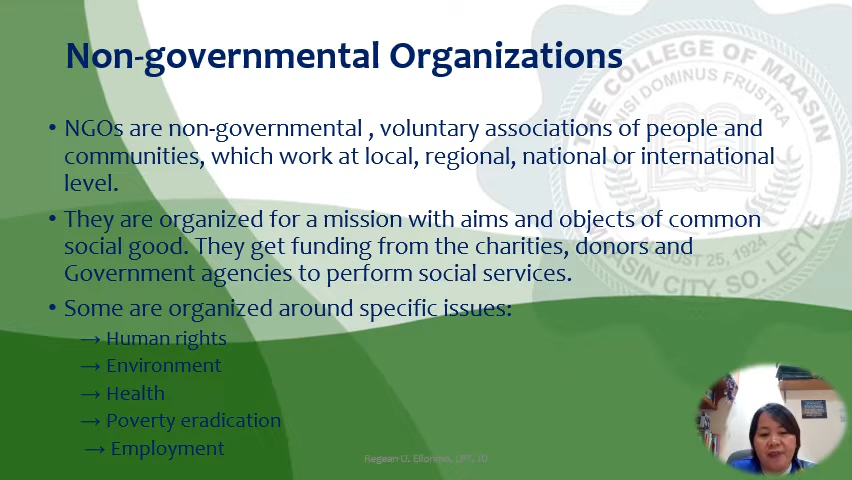 Non-governmental Organizations
THE COLLEGE OF MAASIN
NISI DOMINUS FRUSTRA
• NGOs are non-governmental , voluntary associations of people and
communities, which work at local, regional, national or international
level.
• They are organized for a mission with aims and objects of common
social good. They get funding from the charities, donors and
Government agencies to perform social services.
AUGUST 25, 1924
MAASIN CITY, SO. LEYTE
• Some are organized around specific issues:
→ Human rights
→ Environment
→ Health
→ Poverty eradication
→ Employment